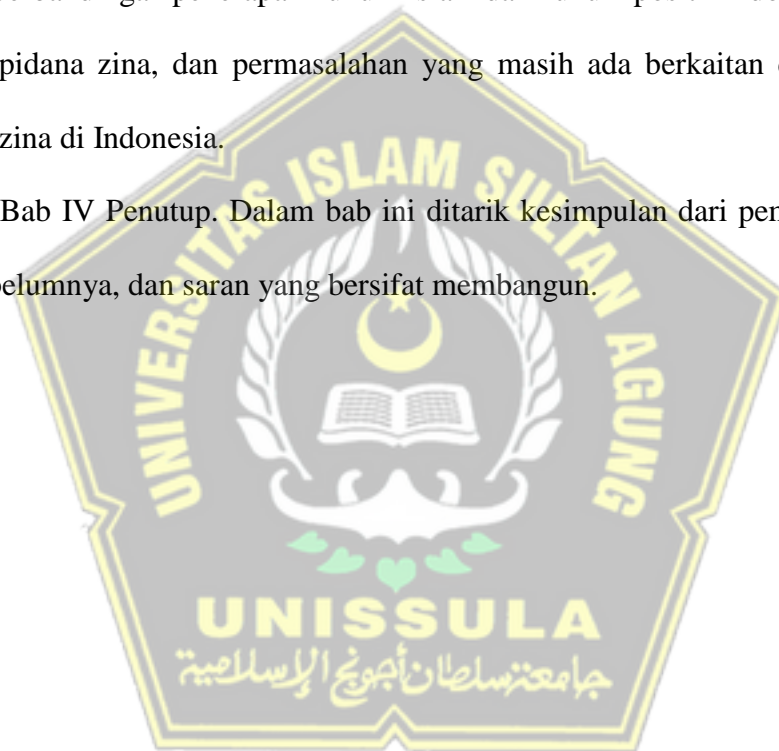 penerapan
pidana zina, dan permasalahan yang masih ada berkaitan
zina di Indonesia.
Bab IV Penutup. Dalam bab ini ditarik kesimpulan dari
belumnya, dan saran yang bersifat membangun.
UNIVERSITAS ISLAM SULTAN AGUNG
UNISSULA
جامعة سلطان أجونج الإسلامية